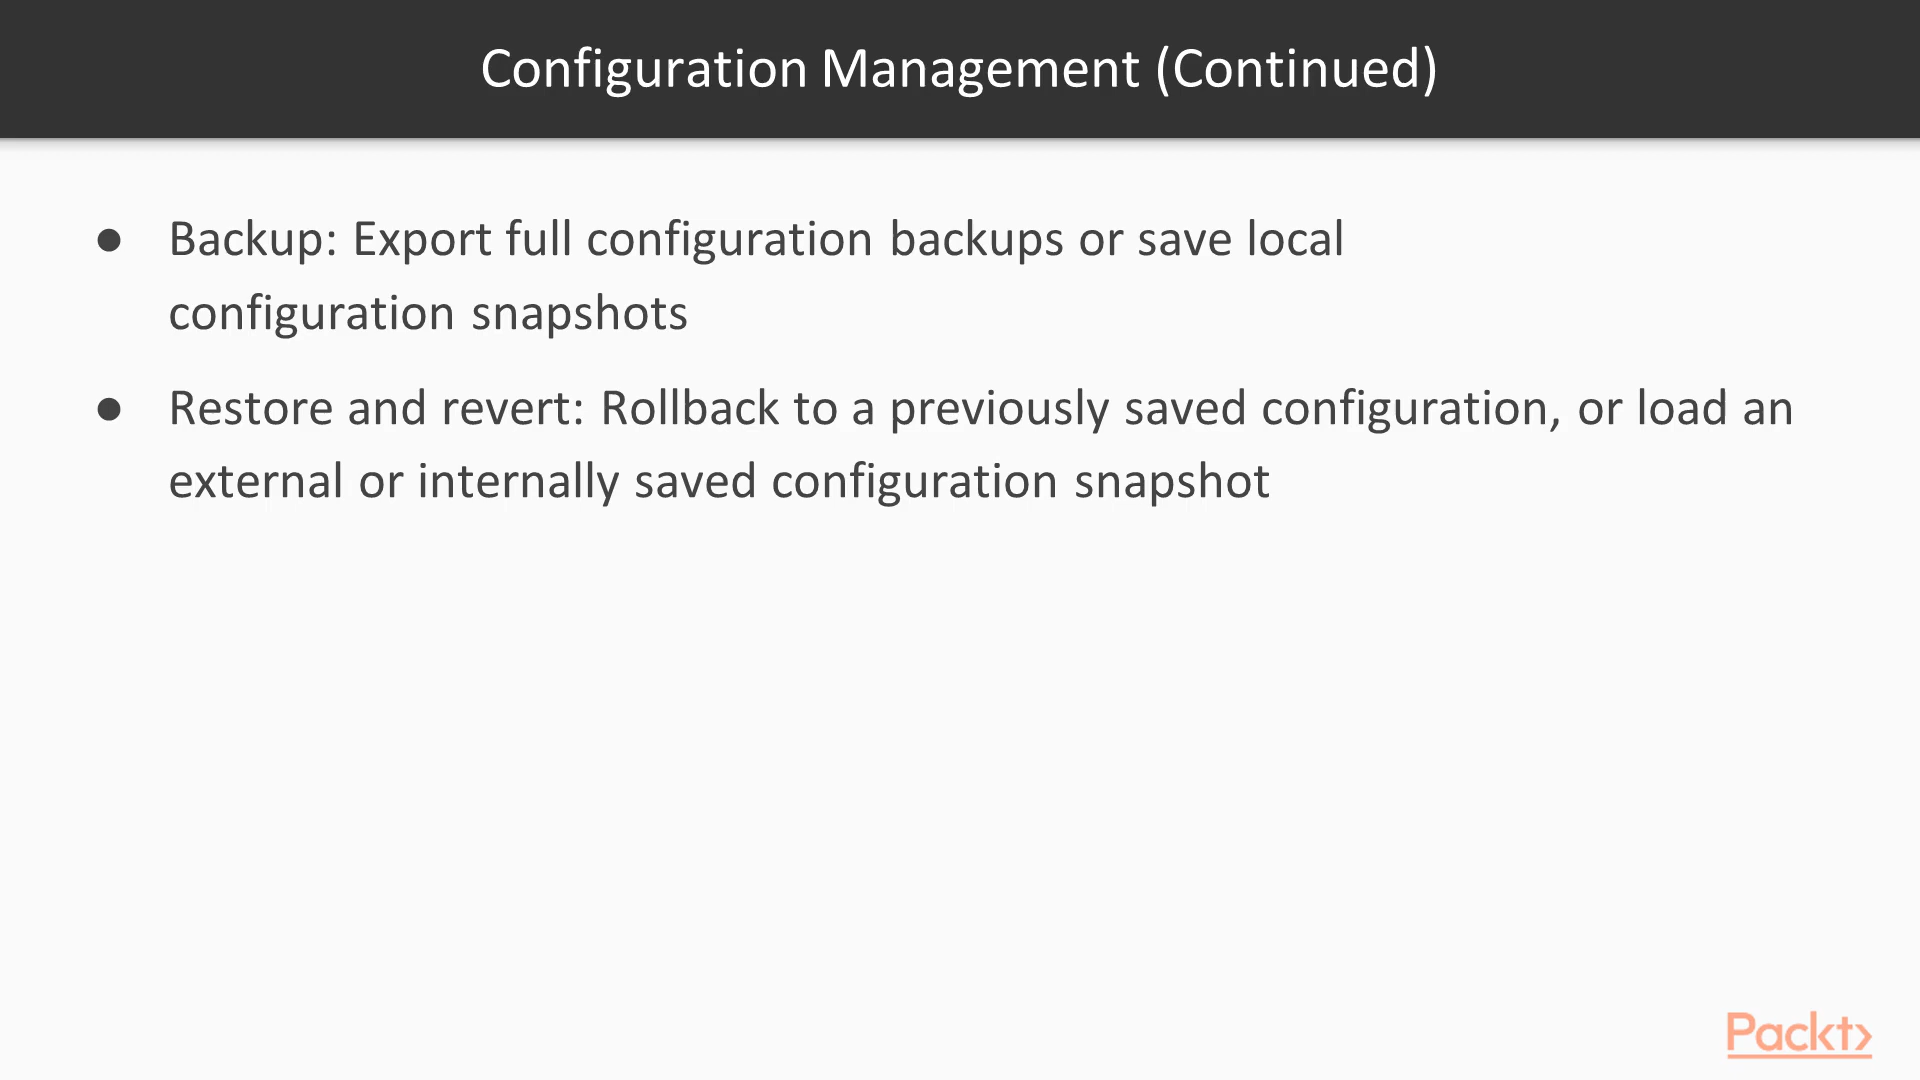 Configuration Management (Continued)
● Backup: Export full configuration backups or save local
configuration snapshots
● Restore and revert: Rollback to a previously saved configuration, or load an
external or internally saved configuration snapshot
Packt>